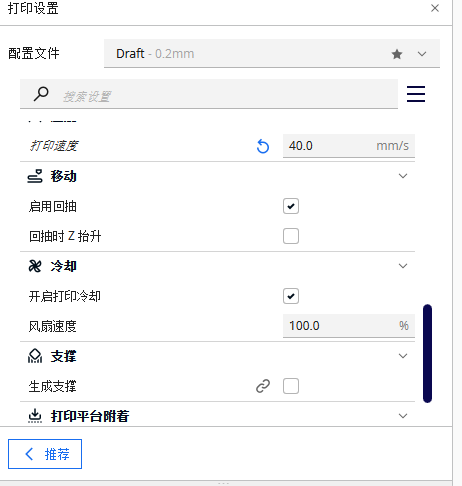 打印设置
配置文件 Draft - 0.2mm
搜索设置
打印速度 40.0 mm/s
移动
启用回抽
回抽时 Z 抬升
冷却
开启打印冷却
风扇速度 100.0 %
支撑
生成支撑
打印平台附着
推荐